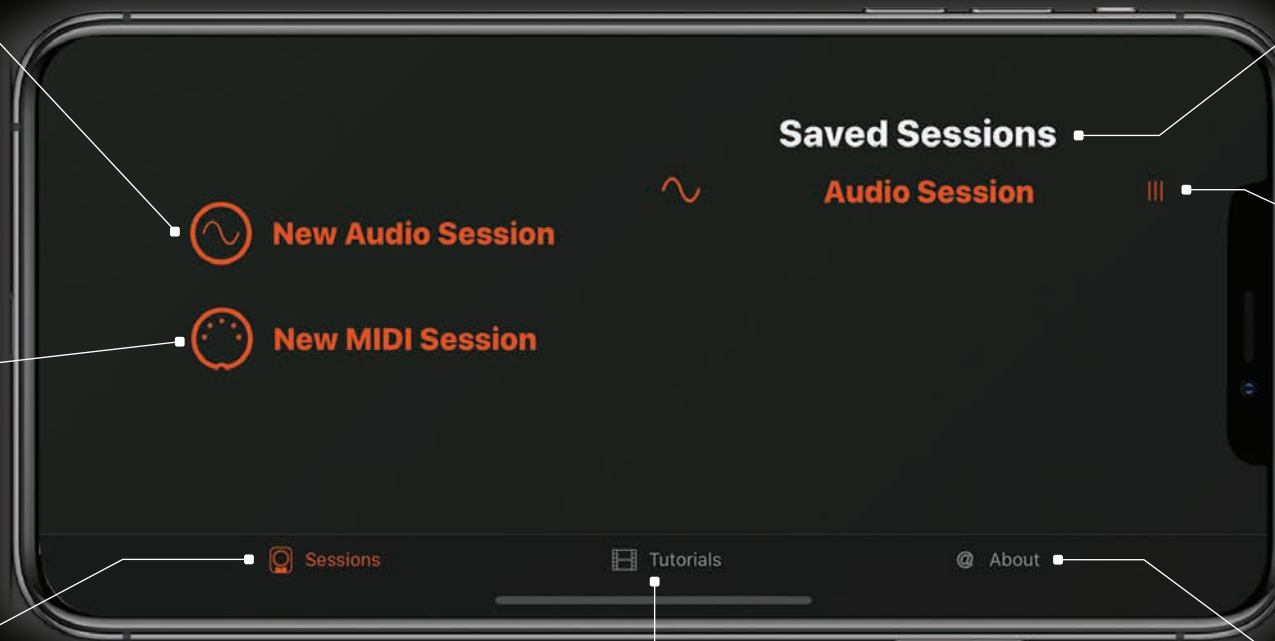 Saved Sessions
Audio Session
New Audio Session
New MIDI Session
Sessions
Tutorials
@ About